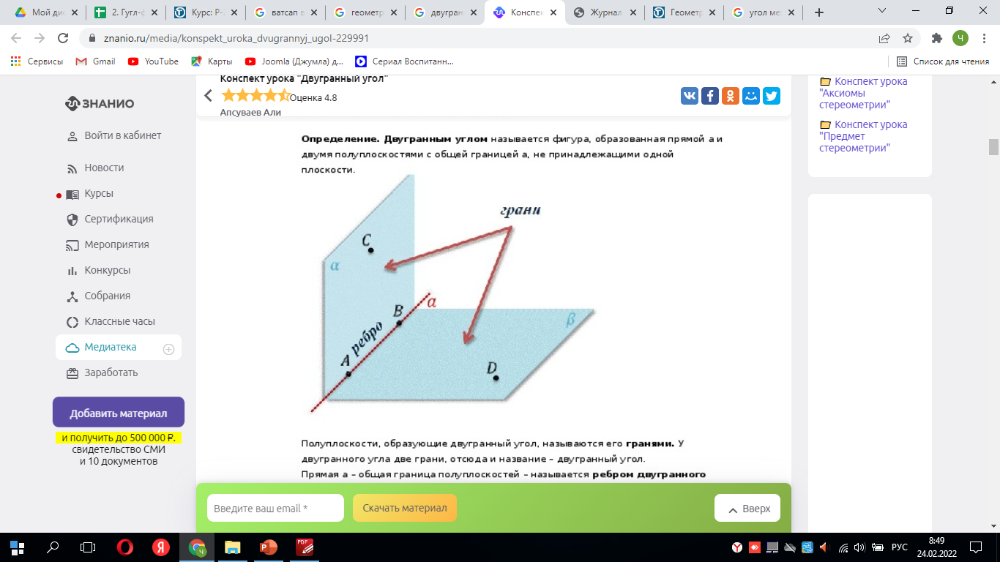 Мой дис
2. Гугл-ф
Курс: Р-
ватсап в
геометр
двугран
Конспек
Журнал
Геометр
угол ме
znanio.ru/media/konspekt_uroka_dvugrannyj_ugol-229991
Сервисы
Gmail
YouTube
Карты
Joomla (Джумла) д...
Сериал Воспитанн...
Список для чтения
Конспект урока "Двугранный угол"
Оценка 4.8
Апсуваев Али
ЗНАНИО
Войти в кабинет
Новости
Курсы
Сертификация
Мероприятия
Конкурсы
Собрания
Классные часы
Медиатека
Заработать
Добавить материал
и получить до 500 000 ₽.
свидетельство СМИ
и 10 документов
Определение. Двугранным углом называется фигура, образованная прямой a и
двумя полуплоскостями с общей границей a, не принадлежащими одной
плоскости.
грани
C
α
a
B
β
ребро
A
D
Полуплоскости, образующие двугранный угол, называются его гранями. У
двугранного угла две грани, отсюда и название – двугранный угол.
Прямая a – общая граница полуплоскостей – называется ребром двугранного
Конспект урока
"Аксиомы
стереометрии"
Конспект урока
"Предмет
стереометрии"
Введите ваш email *
Скачать материал
Вверх
РУС
8:49
24.02.2022